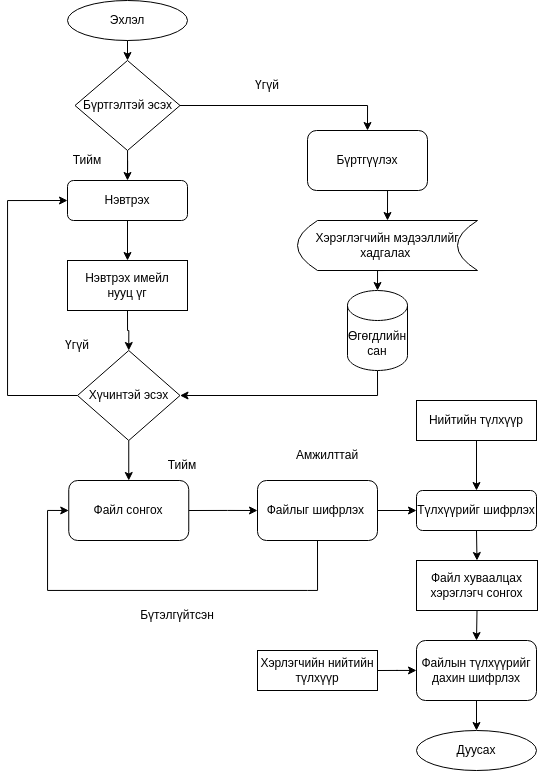 Эхлэл
Бүртгэлтэй эсэх
Үгүй
Тийм
Бүртгүүлэх
Нэвтрэх
Хэрэглэгчийн мэдээллийг
хадгалах
Нэвтрэх имейл
нууц үг
Өгөгдлийн
сан
Үгүй
Хүчинтэй эсэх
Тийм
Амжилттай
Нийтийн түлхүүр
Файл сонгох
Файлыг шифрлэх
Түлхүүрийг шифрлэх
Бүтэлгүйтсэн
Файл хуваалцах
хэрэглэгч сонгох
Хэрлэгчийн нийтийн
түлхүүр
Файлын түлхүүрийг
дахин шифрлэх
Дуусах